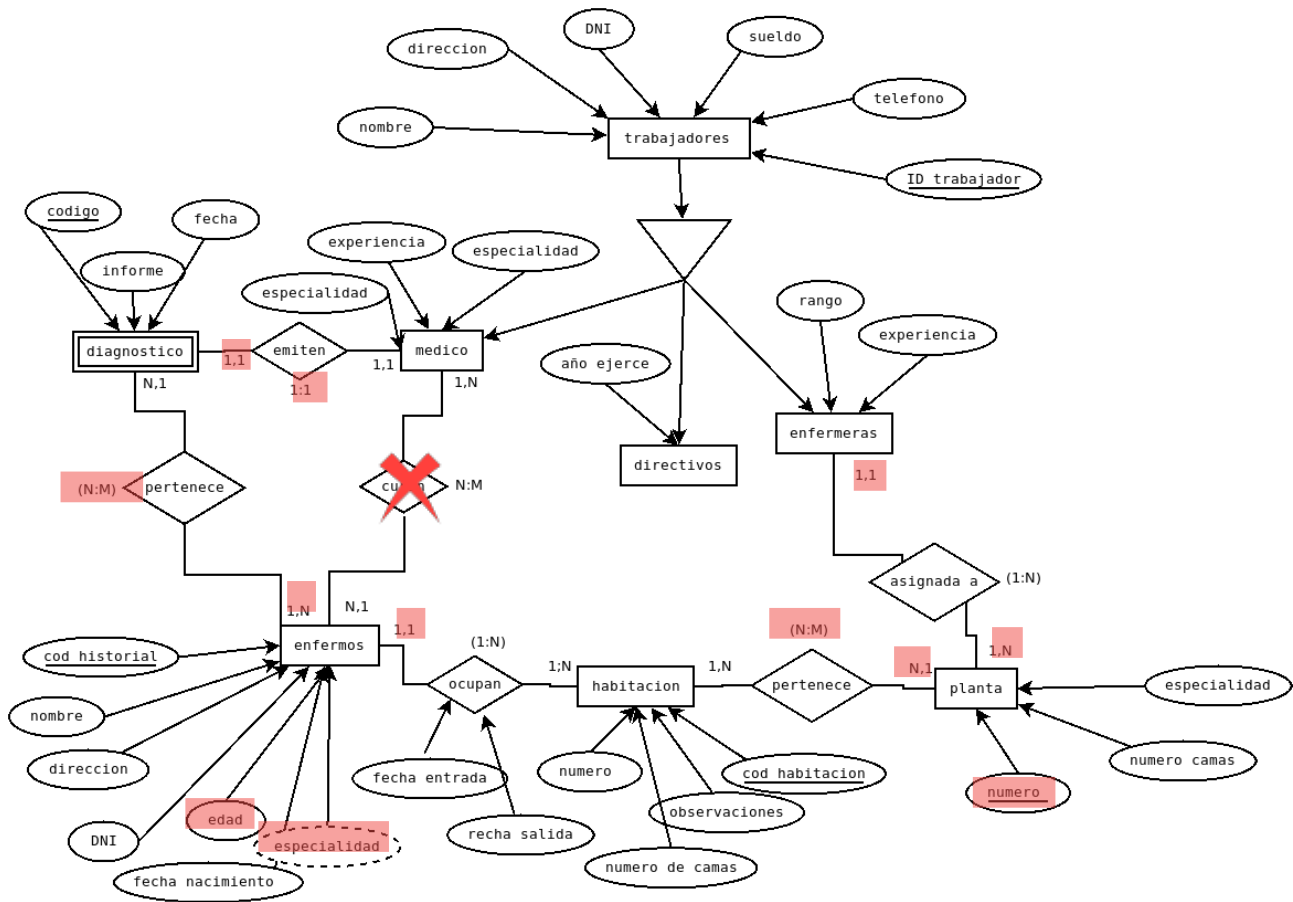 DNI
sueldo
direccion
telefono
nombre
trabajadores
ID trabajador
codigo
fecha
experiencia
especialidad
informe
especialidad
rango
experiencia
diagnostico
emiten
medico
1,1
1,1
año ejerce
N,1
1:1
1,N
enfermeras
directivos
1,1
(N:M)
pertenece
N:M
asignada a
(1:N)
1,N
N,1
1,1
(1:N)
(N:M)
1,N
enfermos
cod historial
ocupan
1;N
habitacion
1,N
pertenece
N,1
planta
especialidad
nombre
direccion
fecha entrada
numero
cod habitacion
numero camas
numero
edad
observaciones
DNI
especialidad
recha salida
numero de camas
fecha nacimiento